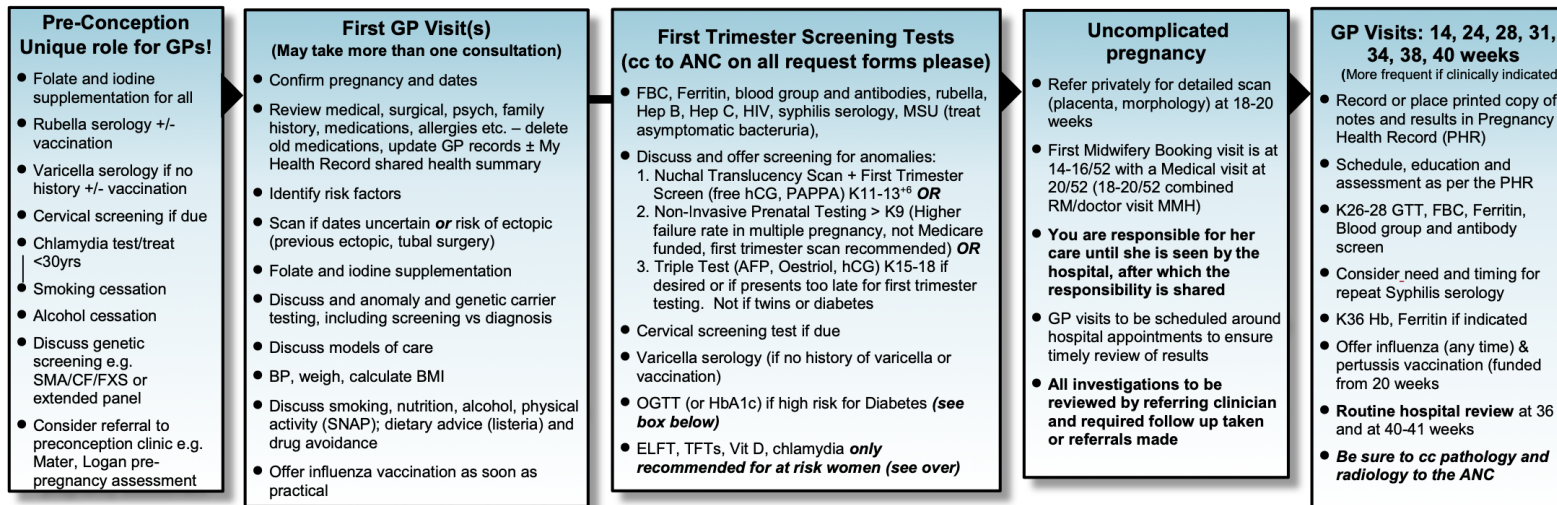 Pre-Conception
Unique role for GPs!
• Folate and iodine
supplementation for all
• Rubella serology +/-
vaccination
• Varicella serology if no
history +/- vaccination
• Cervical screening if due
• Chlamydia test/treat
<30yrs
• Smoking cessation
• Alcohol cessation
• Discuss genetic
screening e.g.
SMA/CF/FXS or
extended panel
• Consider referral to
preconception clinic e.g.
Mater, Logan pre-
pregnancy assessment
First GP Visit(s)
(May take more than one consultation)
• Confirm pregnancy and dates
• Review medical, surgical, psych, family
history, medications, allergies etc. – delete
old medications, update GP records ± My
Health Record shared health summary
• Identify risk factors
• Scan if dates uncertain or risk of ectopic
(previous ectopic, tubal surgery)
• Folate and iodine supplementation
• Discuss and anomaly and genetic carrier
testing, including screening vs diagnosis
• Discuss models of care
• BP, weigh, calculate BMI
• Discuss smoking, nutrition, alcohol, physical
activity (SNAP); dietary advice (listeria) and
drug avoidance
• Offer influenza vaccination as soon as
practical
First Trimester Screening Tests
(cc to ANC on all request forms please)
• FBC, Ferritin, blood group and antibodies, rubella,
Hep B, Hep C, HIV, syphilis serology, MSU (treat
asymptomatic bacteruria),
• Discuss and offer screening for anomalies:
1. Nuchal Translucency Scan + First Trimester
Screen (free hCG, PAPPA) K11-13+6 OR
2. Non-Invasive Prenatal Testing > K9 (Higher
failure rate in multiple pregnancy, not Medicare
funded, first trimester scan recommended) OR
3. Triple Test (AFP, Oestriol, hCG) K15-18 if
desired or if presents too late for first trimester
testing. Not if twins or diabetes
• Cervical screening test if due
• Varicella serology (if no history of varicella or
vaccination)
• OGTT (or HbA1c) if high risk for Diabetes (see
box below)
• ELFT, TFTs, Vit D, chlamydia only
recommended for at risk women (see over)
Uncomplicated
pregnancy
• Refer privately for detailed scan
(placenta, morphology) at 18-20
weeks
• First Midwifery Booking visit is at
14-16/52 with a Medical visit at
20/52 (18-20/52 combined
RM/doctor visit MMH)
• You are responsible for her
care until she is seen by the
hospital, after which the
responsibility is shared
• GP visits to be scheduled around
hospital appointments to ensure
timely review of results
• All investigations to be
reviewed by referring clinician
and required follow up taken
or referrals made
GP Visits: 14, 24, 28, 31,
34, 38, 40 weeks
(More frequent if clinically indicated
• Record or place printed copy of
notes and results in Pregnancy
Health Record (PHR)
• Schedule, education and
assessment as per the PHR
• K26-28 GTT, FBC, Ferritin,
Blood group and antibody
screen
• Consider need and timing for
repeat Syphilis serology
• K36 Hb, Ferritin if indicated
• Offer influenza (any time) &
pertussis vaccination (funded
from 20 weeks
• Routine hospital review at 36
and at 40-41 weeks
• Be sure to cc pathology and
radiology to the ANC